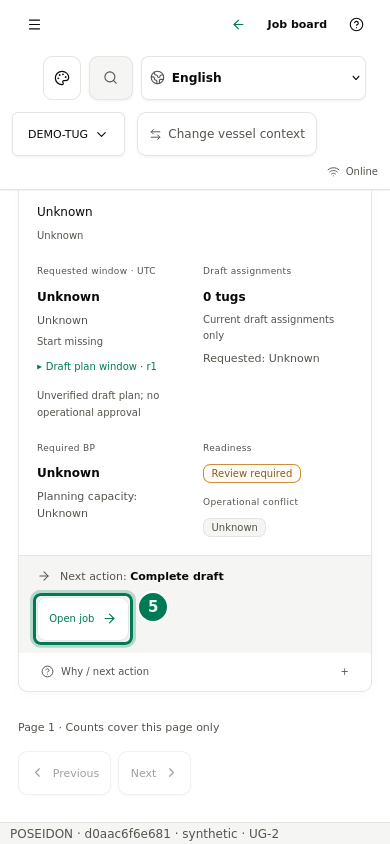 Job board
English
DEMO-TUG
Change vessel context
Online
Unknown
Unknown
Requested window · UTC
Unknown
Unknown
Start missing
▸ Draft plan window · r1
Unverified draft plan; no
operational approval
Draft assignments
0 tugs
Current draft assignments
only
Requested: Unknown
Required BP
Unknown
Planning capacity:
Unknown
Readiness
Review required
Operational conflict
Unknown
Next action: Complete draft
Open job
5
Why / next action
+
Page 1 · Counts cover this page only
Previous
Next
POSEIDON · d0aac6f6e681 · synthetic · UG-2